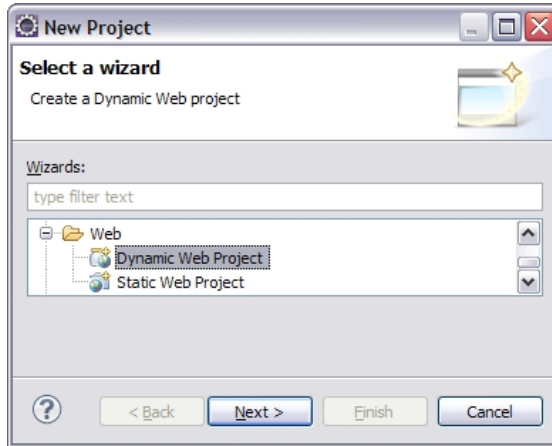 New Project
Select a wizard
Create a Dynamic Web project
Wizards:
type filter text
Web
Dynamic Web Project
Static Web Project
? < Back Next > Finish Cancel